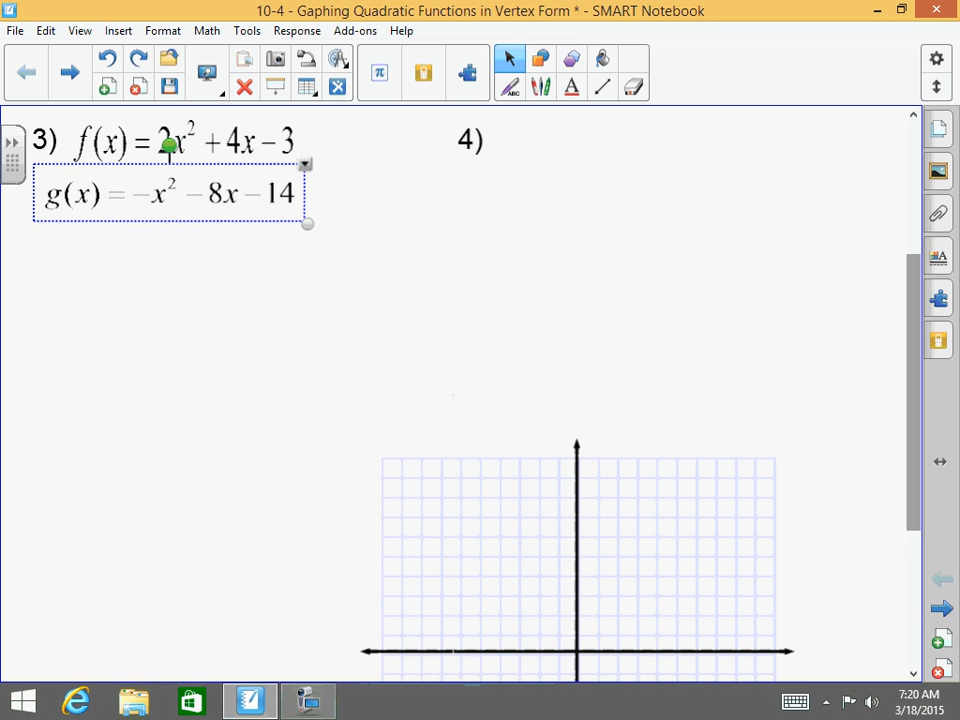 10-4 - Gaphing Quadratic Functions in Vertex Form * - SMART Notebook
File Edit View Insert Format Math Tools Response Add-ons Help
π
ABC A
3) f(x) = 2x² + 4x − 3 4)
g(x) = −x² − 8x − 14
7:20 AM
3/18/2015